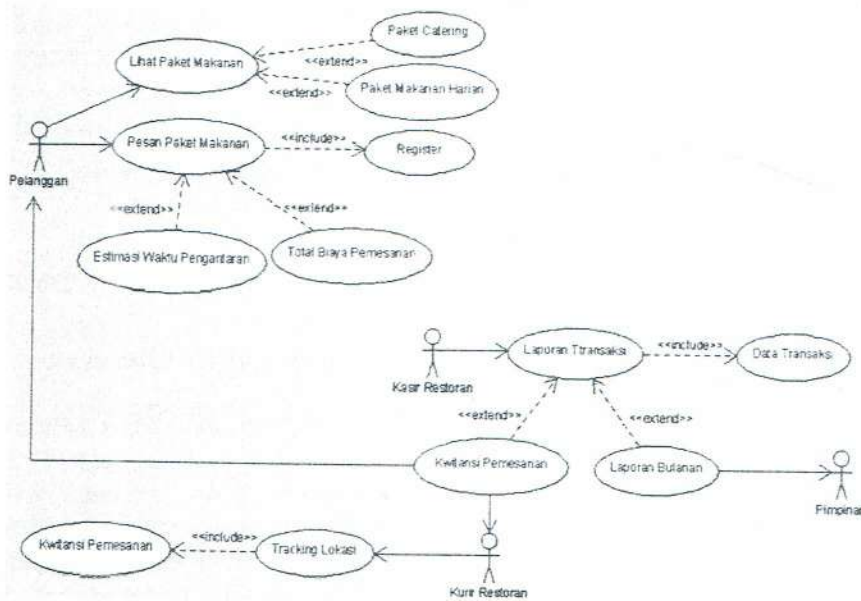 Paket Catering
Lihat Paket Makanan
<<extend>>
<<extend>>
Paket Makanan Harian
Pesan Paket Makanan
<<include>>
Register
Pelanggan
<<extend>>
<<extend>>
Estimasi Waktu Pengantaran
Total Biaya Pemesanan
Laporan Ttransaksi
<<include>>
Data Transaksi
Kasir Restoran
<<extend>>
<<extend>>
Kwitansi Pemesanan
Laporan Bulanan
Pimpinan
Kwitansi Pemesanan
<<include>>
Tracking Lokasi
Kurir Restoran